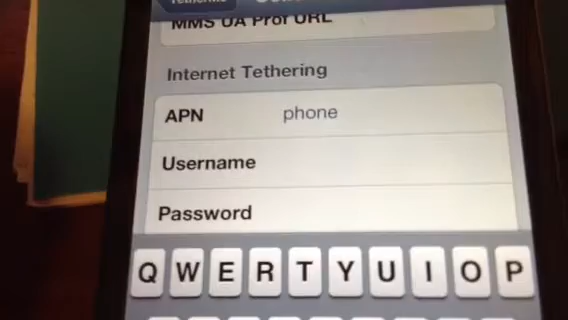 MMS UA Prof URL
Internet Tethering
APN phone
Username
Password
Q W E R T Y U I O P